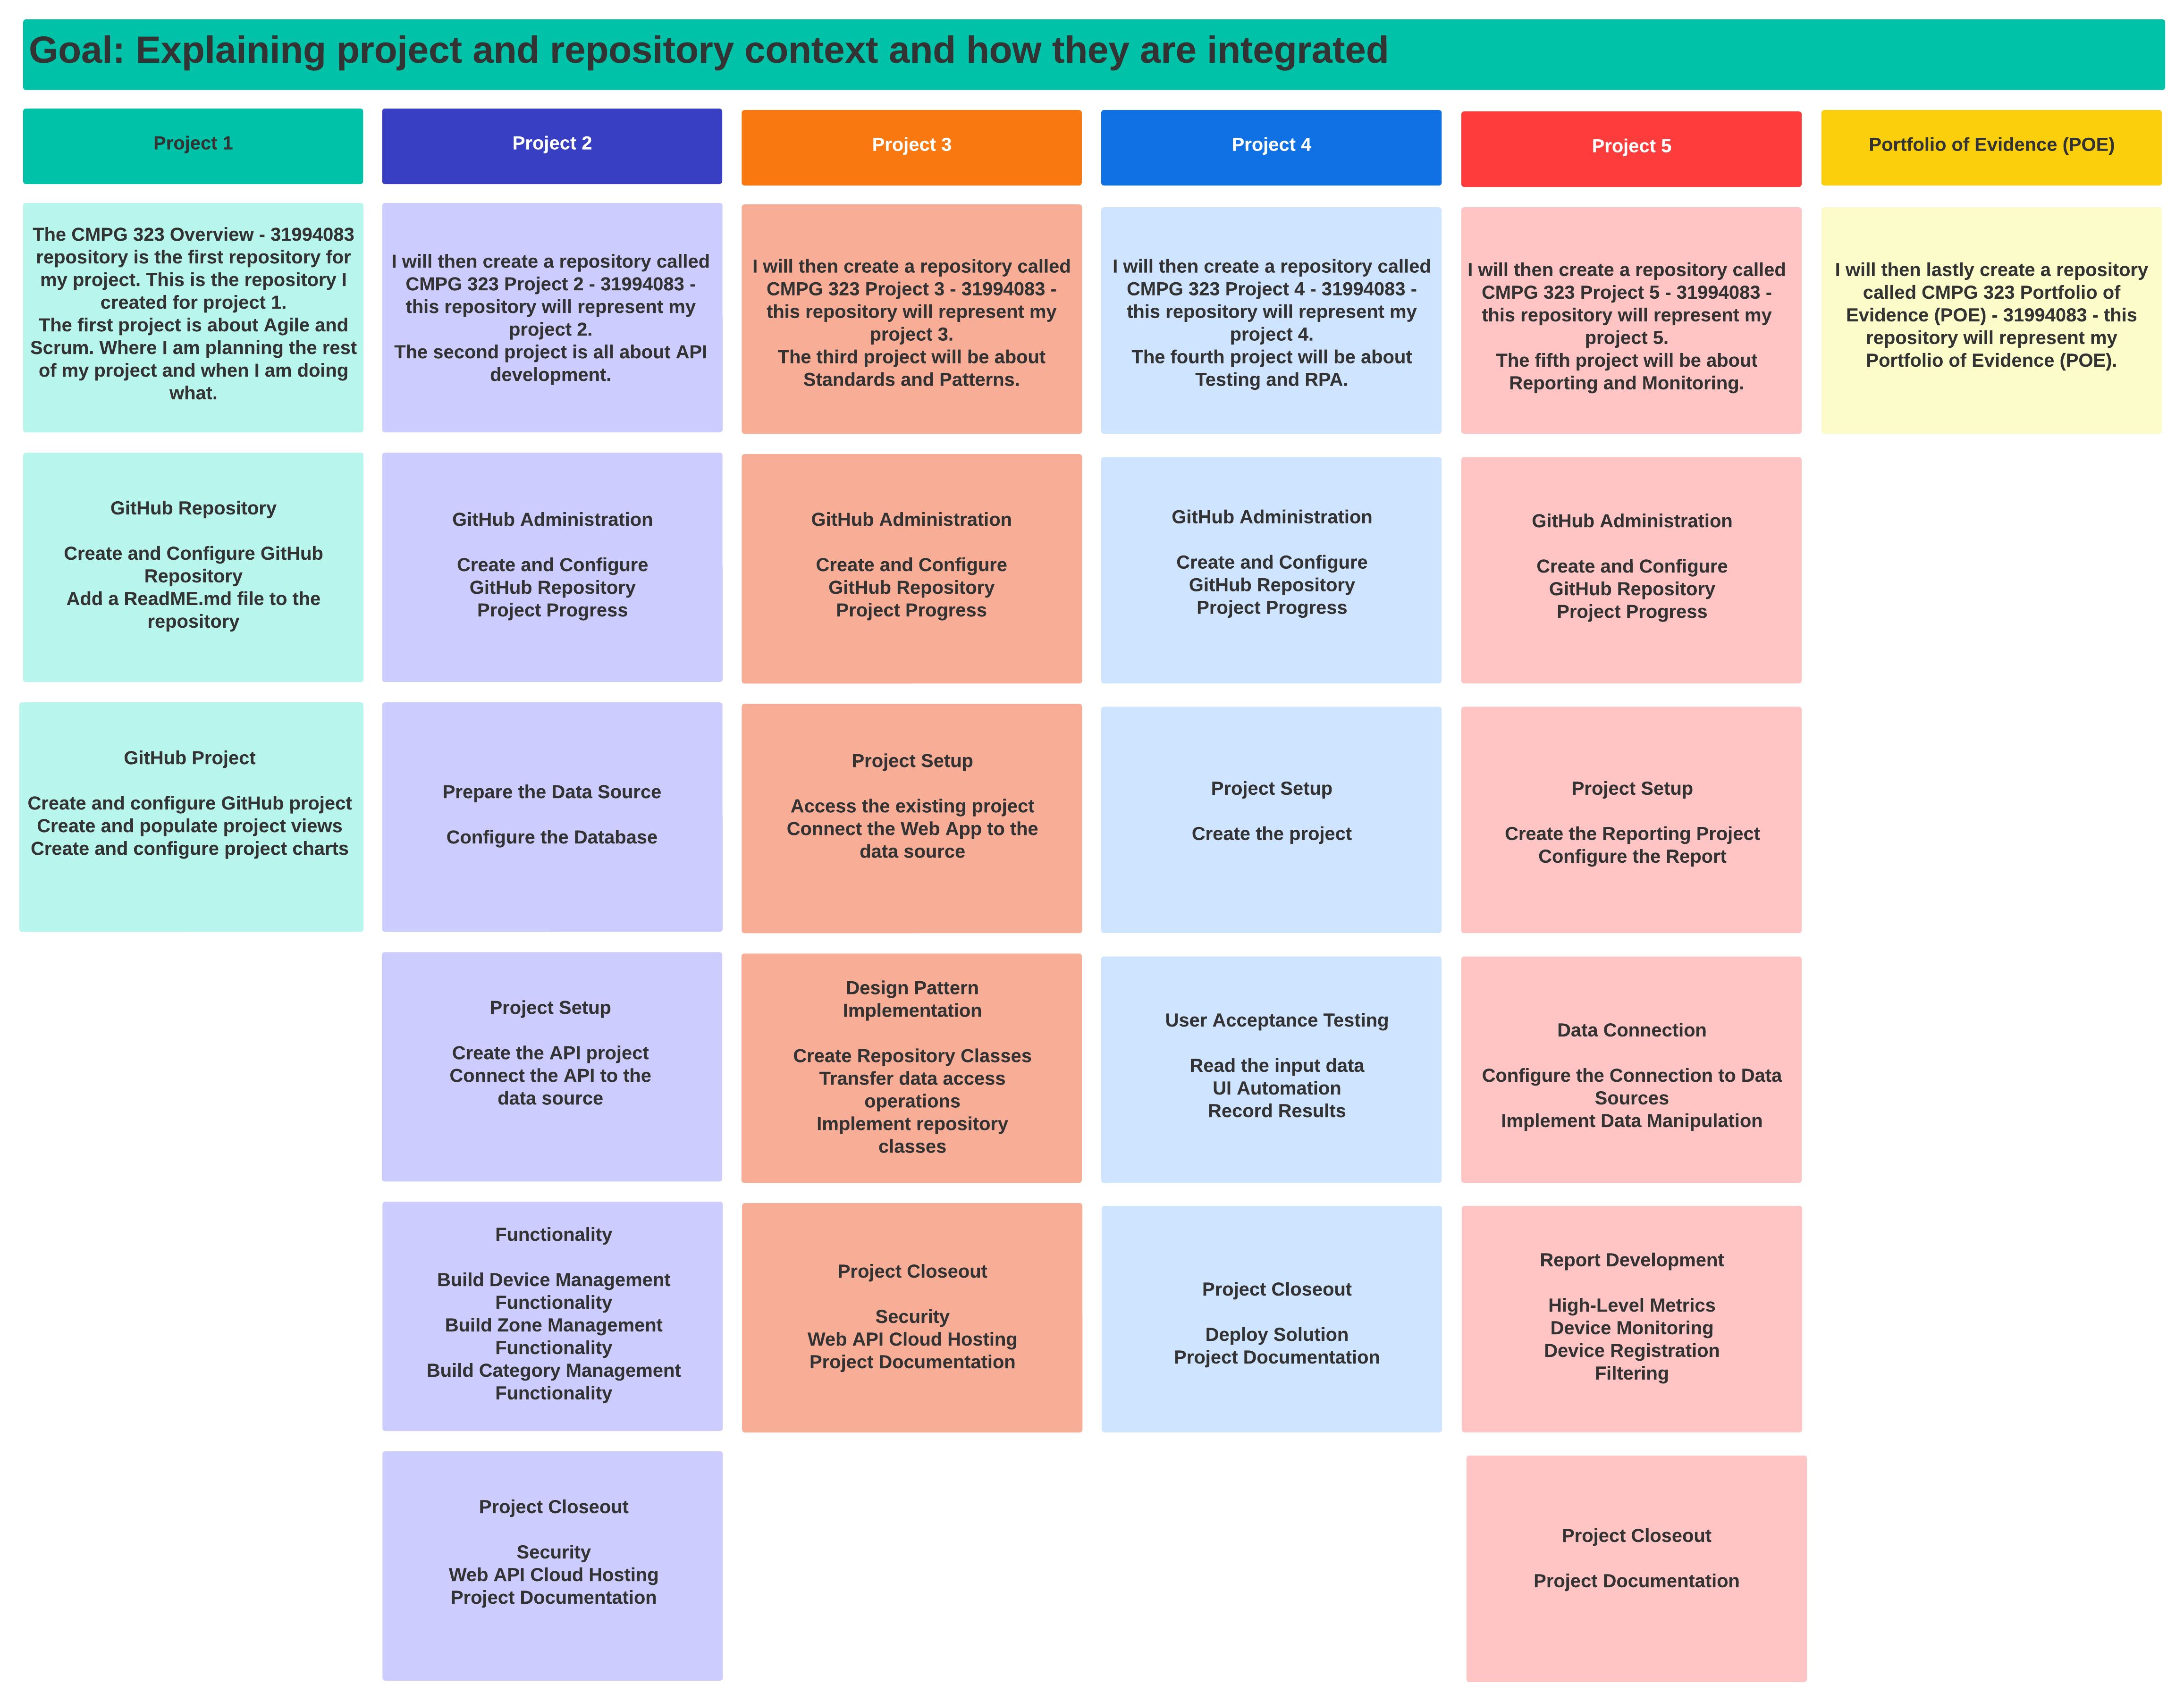 Goal: Explaining project and repository context and how they are integrated
Project 1
The CMPG 323 Overview - 31994083
repository is the first repository for
my project. This is the repository I
created for project 1.
The first project is about Agile and
Scrum. Where I am planning the rest
of my project and when I am doing
what.
GitHub Repository
Create and Configure GitHub
Repository
Add a ReadME.md file to the
repository
GitHub Project
Create and configure GitHub project
Create and populate project views
Create and configure project charts
Project 2
I will then create a repository called
CMPG 323 Project 2 - 31994083 -
this repository will represent my
project 2.
The second project is all about API
development.
GitHub Administration
Create and Configure
GitHub Repository
Project Progress
Prepare the Data Source
Configure the Database
Project Setup
Create the API project
Connect the API to the
data source
Functionality
Build Device Management
Functionality
Build Zone Management
Functionality
Build Category Management
Functionality
Project Closeout
Security
Web API Cloud Hosting
Project Documentation
Project 3
I will then create a repository called
CMPG 323 Project 3 - 31994083 -
this repository will represent my
project 3.
The third project will be about
Standards and Patterns.
GitHub Administration
Create and Configure
GitHub Repository
Project Progress
Project Setup
Access the existing project
Connect the Web App to the
data source
Design Pattern
Implementation
Create Repository Classes
Transfer data access
operations
Implement repository
classes
Project Closeout
Security
Web API Cloud Hosting
Project Documentation
Project 4
I will then create a repository called
CMPG 323 Project 4 - 31994083 -
this repository will represent my
project 4.
The fourth project will be about
Testing and RPA.
GitHub Administration
Create and Configure
GitHub Repository
Project Progress
Project Setup
Create the project
User Acceptance Testing
Read the input data
UI Automation
Record Results
Project Closeout
Deploy Solution
Project Documentation
Project 5
I will then create a repository called
CMPG 323 Project 5 - 31994083 -
this repository will represent my
project 5.
The fifth project will be about
Reporting and Monitoring.
GitHub Administration
Create and Configure
GitHub Repository
Project Progress
Project Setup
Create the Reporting Project
Configure the Report
Data Connection
Configure the Connection to Data
Sources
Implement Data Manipulation
Report Development
High-Level Metrics
Device Monitoring
Device Registration
Filtering
Project Closeout
Project Documentation
Portfolio of Evidence (POE)
I will then lastly create a repository
called CMPG 323 Portfolio of
Evidence (POE) - 31994083 - this
repository will represent my
Portfolio of Evidence (POE).